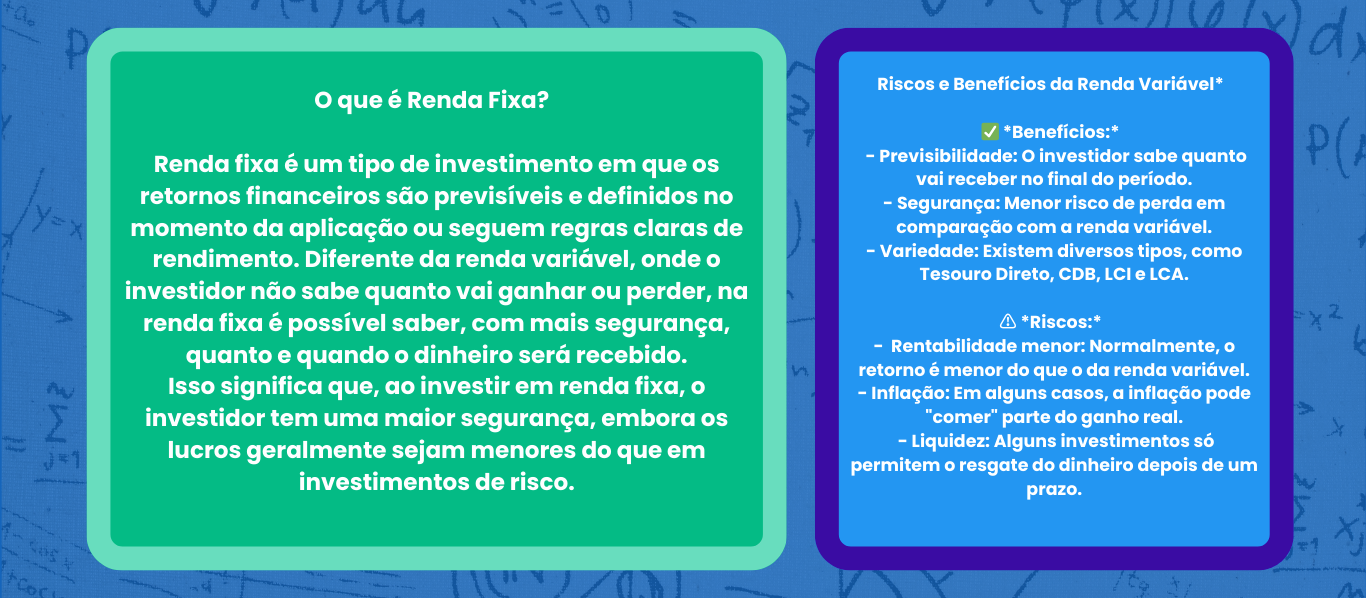 O que é Renda Fixa?
Renda fixa é um tipo de investimento em que os
retornos financeiros são previsíveis e definidos no
momento da aplicação ou seguem regras claras de
rendimento. Diferente da renda variável, onde o
investidor não sabe quanto vai ganhar ou perder, na
renda fixa é possível saber, com mais segurança,
quanto e quando o dinheiro será recebido.
Isso significa que, ao investir em renda fixa, o
investidor tem uma maior segurança, embora os
lucros geralmente sejam menores do que em
investimentos de risco.
Riscos e Benefícios da Renda Variável*
✅ *Benefícios:*
- Previsibilidade: O investidor sabe quanto
vai receber no final do período.
- Segurança: Menor risco de perda em
comparação com a renda variável.
- Variedade: Existem diversos tipos, como
Tesouro Direto, CDB, LCI e LCA.
⚠ *Riscos:*
- Rentabilidade menor: Normalmente, o
retorno é menor do que o da renda variável.
- Inflação: Em alguns casos, a inflação pode
"comer" parte do ganho real.
- Liquidez: Alguns investimentos só
permitem o resgate do dinheiro depois de um
prazo.